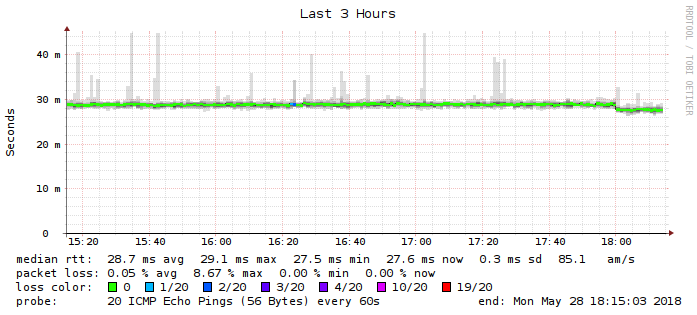 Last 3 Hours
RRDTOOL / TOBI OETIKER
Seconds
40 m
30 m
20 m
10 m
0
15:20 15:40 16:00 16:20 16:40 17:00 17:20 17:40 18:00
median rtt: 28.7 ms avg 29.1 ms max 27.5 ms min 27.6 ms now 0.3 ms sd 85.1 am/s
packet loss: 0.05 % avg 8.67 % max 0.00 % min 0.00 % now
loss color: 0 1/20 2/20 3/20 4/20 10/20 19/20
probe: 20 ICMP Echo Pings (56 Bytes) every 60s end: Mon May 28 18:15:03 2018